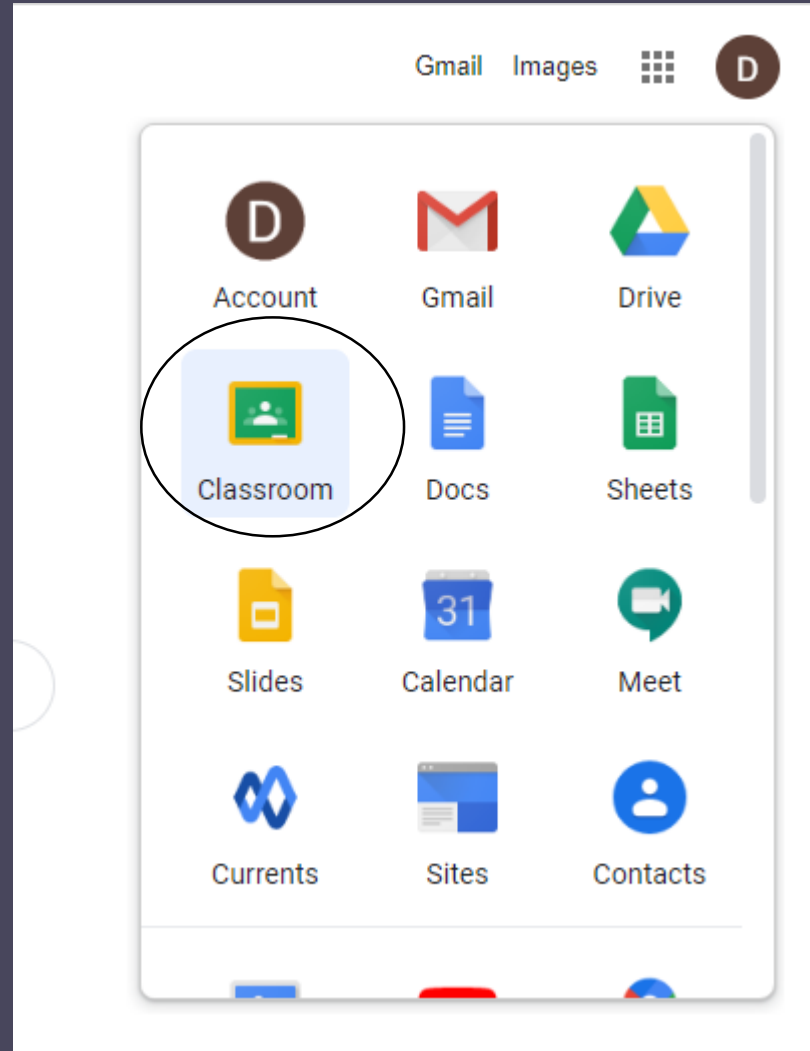 Gmail Images D
D
Account Gmail Drive
Classroom Docs Sheets
31
Slides Calendar Meet
Currents Sites Contacts